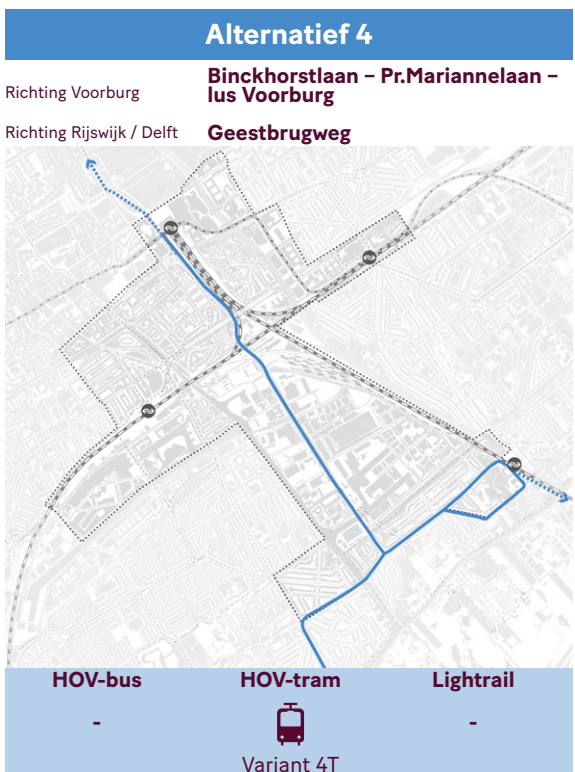 Alternatief 4
Richting Voorburg
Binckhorstlaan – Pr.Mariannelaan –
lus Voorburg
Richting Rijswijk / Delft
Geestbrugweg
HOV-bus
HOV-tram
Lightrail
-
-
Variant 4T